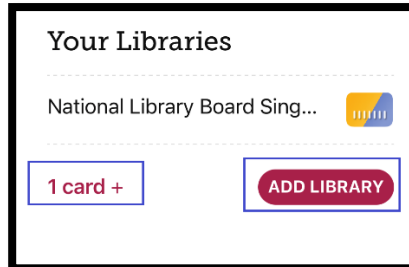 Your Libraries
National Library Board Sing...
1 card +
ADD LIBRARY